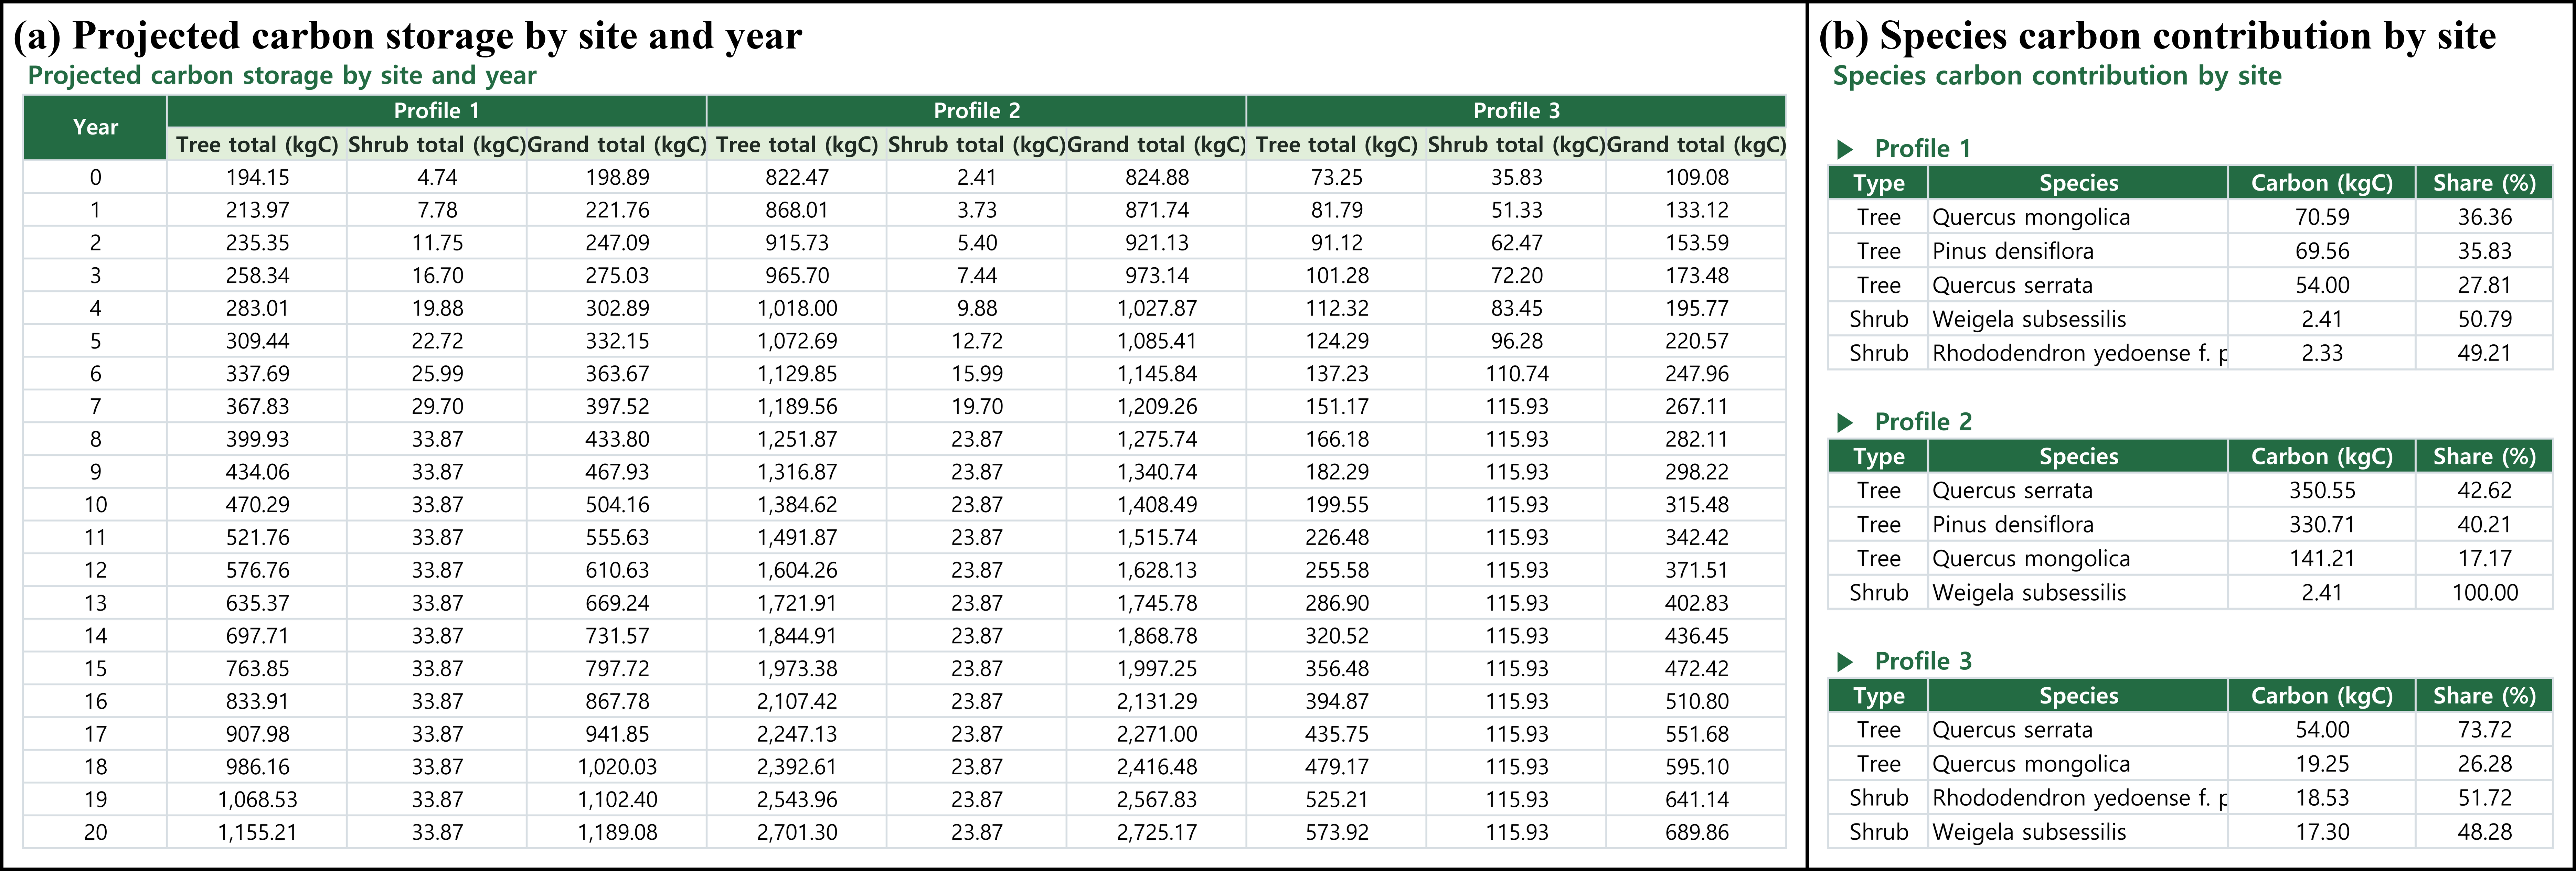 (a) Projected carbon storage by site and year
Projected carbon storage by site and year
Year Profile 1 Profile 2 Profile 3
Tree total (kgC) Shrub total (kgC) Grand total (kgC) Tree total (kgC) Shrub total (kgC) Grand total (kgC) Tree total (kgC) Shrub total (kgC) Grand total (kgC)
0 194.15 4.74 198.89 822.47 2.41 824.88 73.25 35.83 109.08
1 213.97 7.78 221.76 868.01 3.73 871.74 81.79 51.33 133.12
2 235.35 11.75 247.09 915.73 5.40 921.13 91.12 62.47 153.59
3 258.34 16.70 275.03 965.70 7.44 973.14 101.28 72.20 173.48
4 283.01 19.88 302.89 1,018.00 9.88 1,027.87 112.32 83.45 195.77
5 309.44 22.72 332.15 1,072.69 12.72 1,085.41 124.29 96.28 220.57
6 337.69 25.99 363.67 1,129.85 15.99 1,145.84 137.23 110.74 247.96
7 367.83 29.70 397.52 1,189.56 19.70 1,209.26 151.17 115.93 267.11
8 399.93 33.87 433.80 1,251.87 23.87 1,275.74 166.18 115.93 282.11
9 434.06 33.87 467.93 1,316.87 23.87 1,340.74 182.29 115.93 298.22
10 470.29 33.87 504.16 1,384.62 23.87 1,408.49 199.55 115.93 315.48
11 521.76 33.87 555.63 1,491.87 23.87 1,515.74 226.48 115.93 342.42
12 576.76 33.87 610.63 1,604.26 23.87 1,628.13 255.58 115.93 371.51
13 635.37 33.87 669.24 1,721.91 23.87 1,745.78 286.90 115.93 402.83
14 697.71 33.87 731.57 1,844.91 23.87 1,868.78 320.52 115.93 436.45
15 763.85 33.87 797.72 1,973.38 23.87 1,997.25 356.48 115.93 472.42
16 833.91 33.87 867.78 2,107.42 23.87 2,131.29 394.87 115.93 510.80
17 907.98 33.87 941.85 2,247.13 23.87 2,271.00 435.75 115.93 551.68
18 986.16 33.87 1,020.03 2,392.61 23.87 2,416.48 479.17 115.93 595.10
19 1,068.53 33.87 1,102.40 2,543.96 23.87 2,567.83 525.21 115.93 641.14
20 1,155.21 33.87 1,189.08 2,701.30 23.87 2,725.17 573.92 115.93 689.86
(b) Species carbon contribution by site
Species carbon contribution by site
▶ Profile 1
Type Species Carbon (kgC) Share (%)
Tree Quercus mongolica 70.59 36.36
Tree Pinus densiflora 69.56 35.83
Tree Quercus serrata 54.00 27.81
Shrub Weigela subsessilis 2.41 50.79
Shrub Rhododendron yedoense f. p 2.33 49.21
▶ Profile 2
Type Species Carbon (kgC) Share (%)
Tree Quercus serrata 350.55 42.62
Tree Pinus densiflora 330.71 40.21
Tree Quercus mongolica 141.21 17.17
Shrub Weigela subsessilis 2.41 100.00
▶ Profile 3
Type Species Carbon (kgC) Share (%)
Tree Quercus serrata 54.00 73.72
Tree Quercus mongolica 19.25 26.28
Shrub Rhododendron yedoense f. p 18.53 51.72
Shrub Weigela subsessilis 17.30 48.28